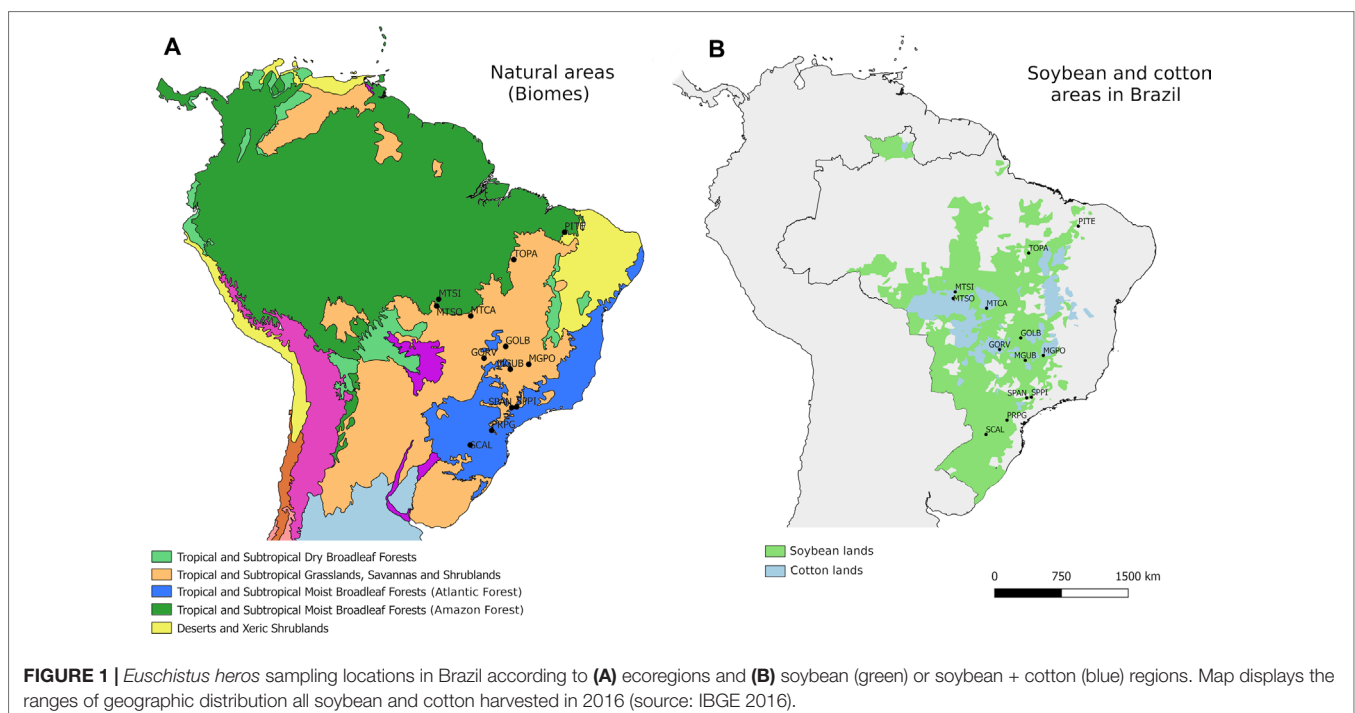 A
Natural areas
(Biomes)
PITE
TOPA
MTSI
MTSO
MTCA
GOLB
GORV
MGUB
MGPO
SPAN
SPPI
PRPG
SCAL
Tropical and Subtropical Dry Broadleaf Forests
Tropical and Subtropical Grasslands, Savannas and Shrublands
Tropical and Subtropical Moist Broadleaf Forests (Atlantic Forest)
Tropical and Subtropical Moist Broadleaf Forests (Amazon Forest)
Deserts and Xeric Shrublands
B
Soybean and cotton
areas in Brazil
PITE
TOPA
MTSI
MTSO
MTCA
GOLB
GORV
MGUB
MGPO
SPAN
SPPI
PRPG
SCAL
Soybean lands
Cotton lands
0 750 1500 km
FIGURE 1 | Euschistus heros sampling locations in Brazil according to (A) ecoregions and (B) soybean (green) or soybean + cotton (blue) regions. Map displays the
ranges of geographic distribution all soybean and cotton harvested in 2016 (source: IBGE 2016).